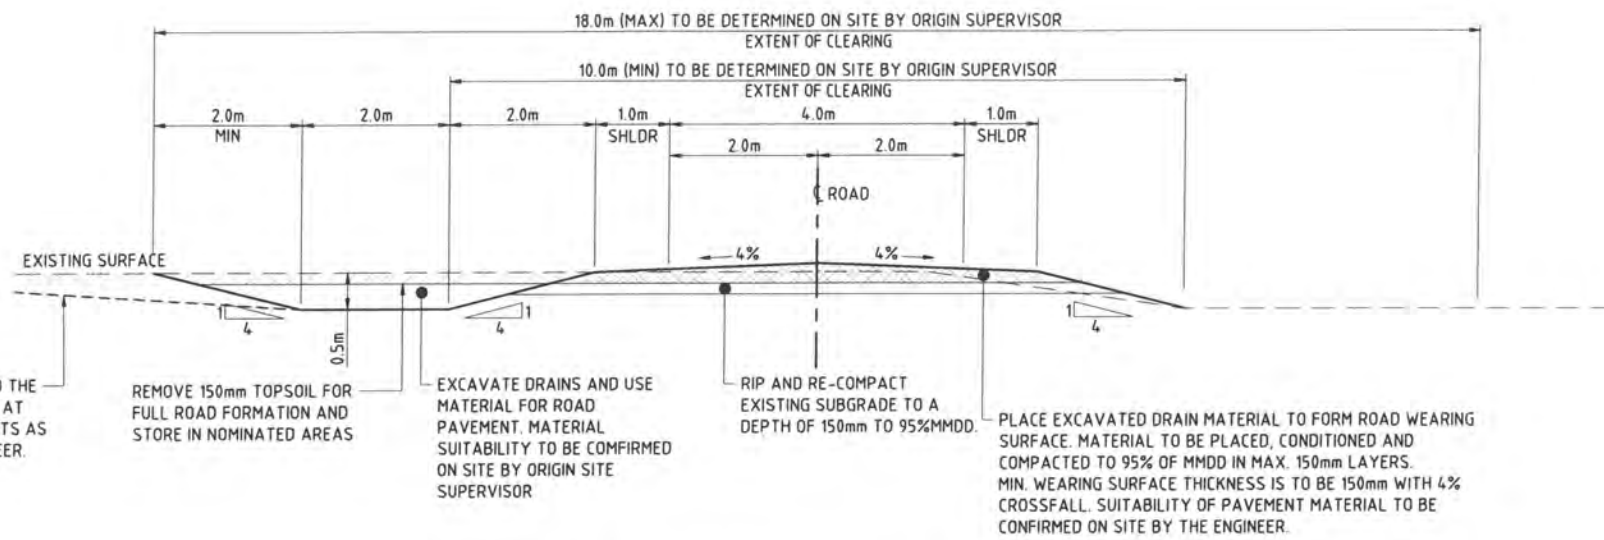 18.0m (MAX) TO BE DETERMINED ON SITE BY ORIGIN SUPERVISOR
EXTENT OF CLEARING
10.0m (MIN) TO BE DETERMINED ON SITE BY ORIGIN SUPERVISOR
EXTENT OF CLEARING
2.0m
MIN
2.0m
2.0m
1.0m
SHLDR
4.0m
1.0m
SHLDR
2.0m
2.0m
℄ ROAD
EXISTING SURFACE
4%
4%
1
4
0.5m
1
4
1
4
THE
AT
TS AS
EER.
REMOVE 150mm TOPSOIL FOR
FULL ROAD FORMATION AND
STORE IN NOMINATED AREAS
EXCAVATE DRAINS AND USE
MATERIAL FOR ROAD
PAVEMENT. MATERIAL
SUITABILITY TO BE COMFIRMED
ON SITE BY ORIGIN SITE
SUPERVISOR
RIP AND RE-COMPACT
EXISTING SUBGRADE TO A
DEPTH OF 150mm TO 95%MMDD.
PLACE EXCAVATED DRAIN MATERIAL TO FORM ROAD WEARING
SURFACE. MATERIAL TO BE PLACED, CONDITIONED AND
COMPACTED TO 95% OF MMDD IN MAX. 150mm LAYERS.
MIN. WEARING SURFACE THICKNESS IS TO BE 150mm WITH 4%
CROSSFALL. SUITABILITY OF PAVEMENT MATERIAL TO BE
CONFIRMED ON SITE BY THE ENGINEER.